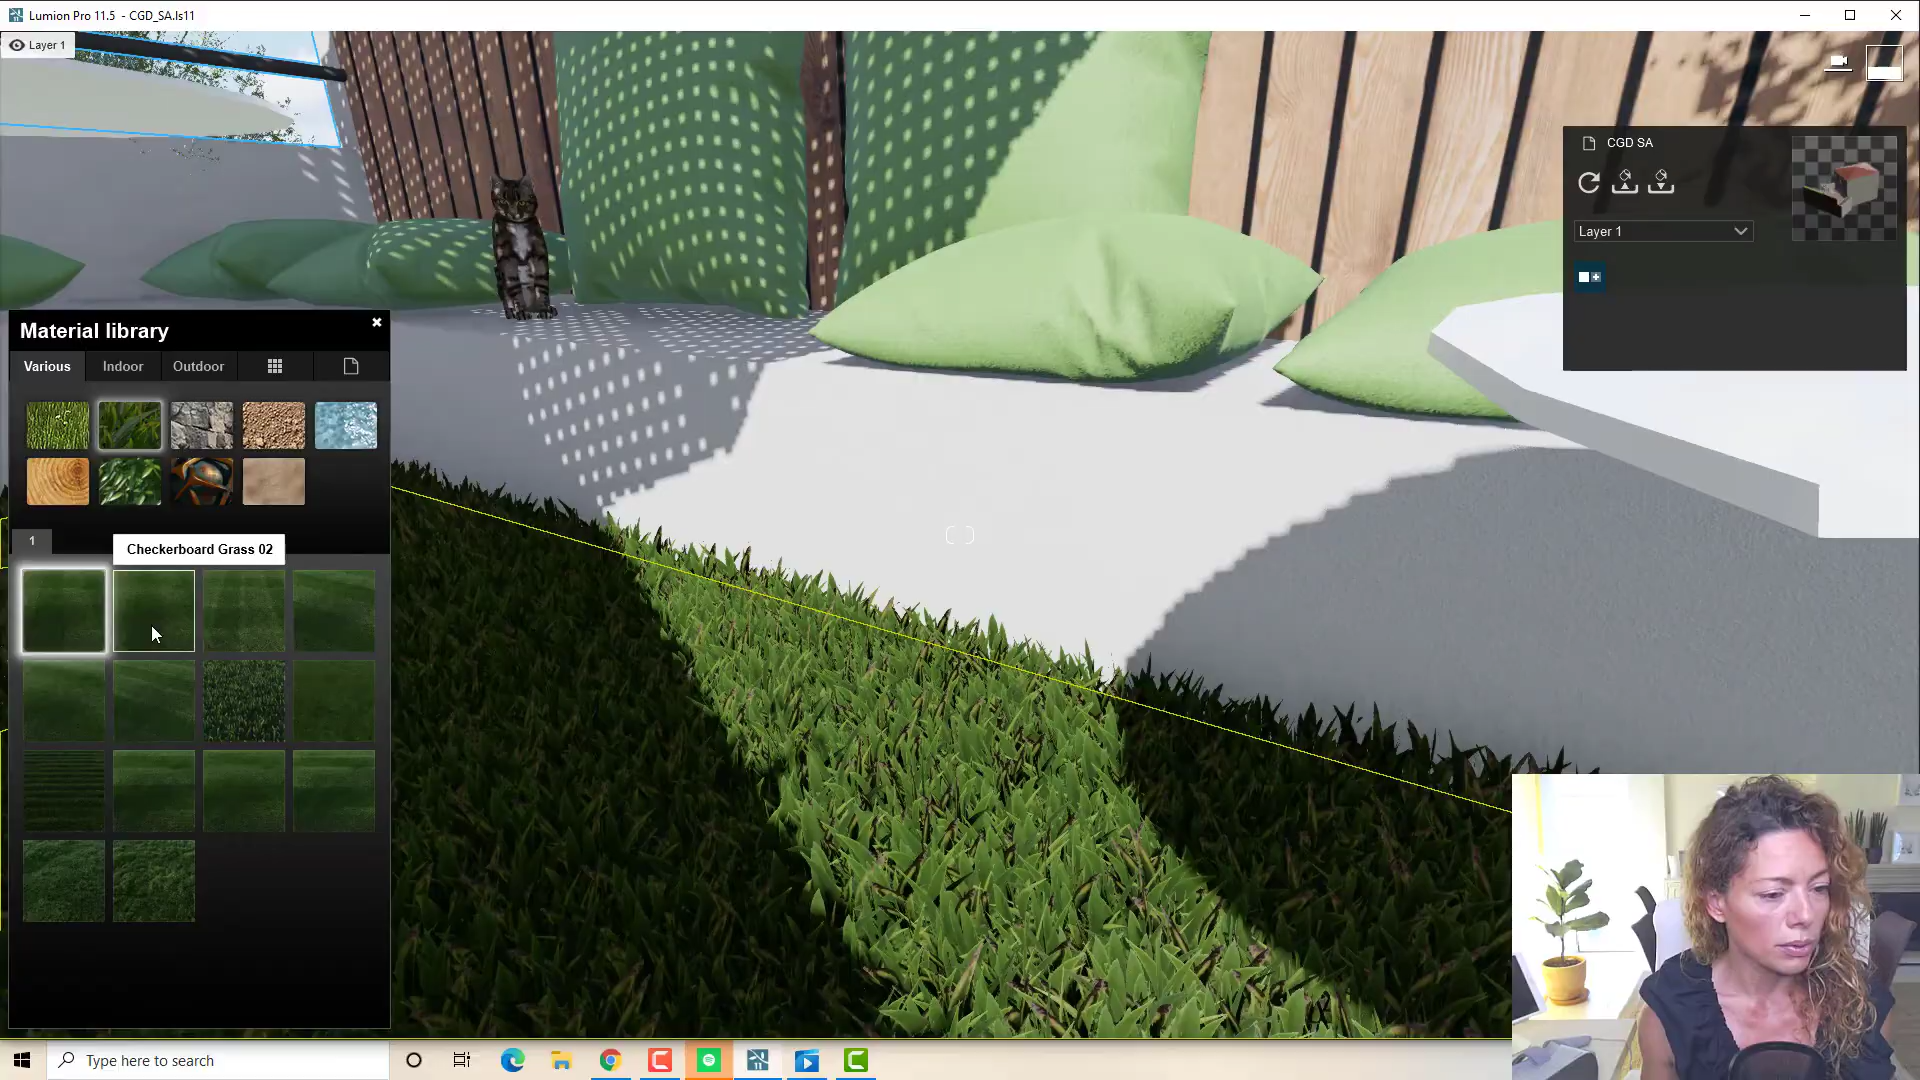 Lumion Pro 11.5 - CGD_SA.ls11
Layer 1
CGD SA
Layer 1
Material library
Various
Indoor
Outdoor
1
Checkerboard Grass 02
Type here to search